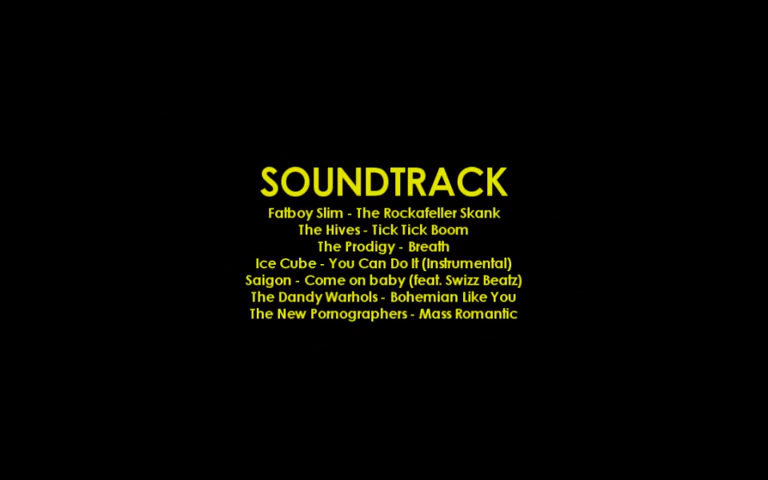 SOUNDTRACK
Fatboy Slim - The Rockafeller Skank
The Hives - Tick Tick Boom
The Prodigy - Breath
Ice Cube - You Can Do It (Instrumental)
Saigon - Come on baby (feat. Swizz Beatz)
The Dandy Warhols - Bohemian Like You
The New Pornographers - Mass Romantic